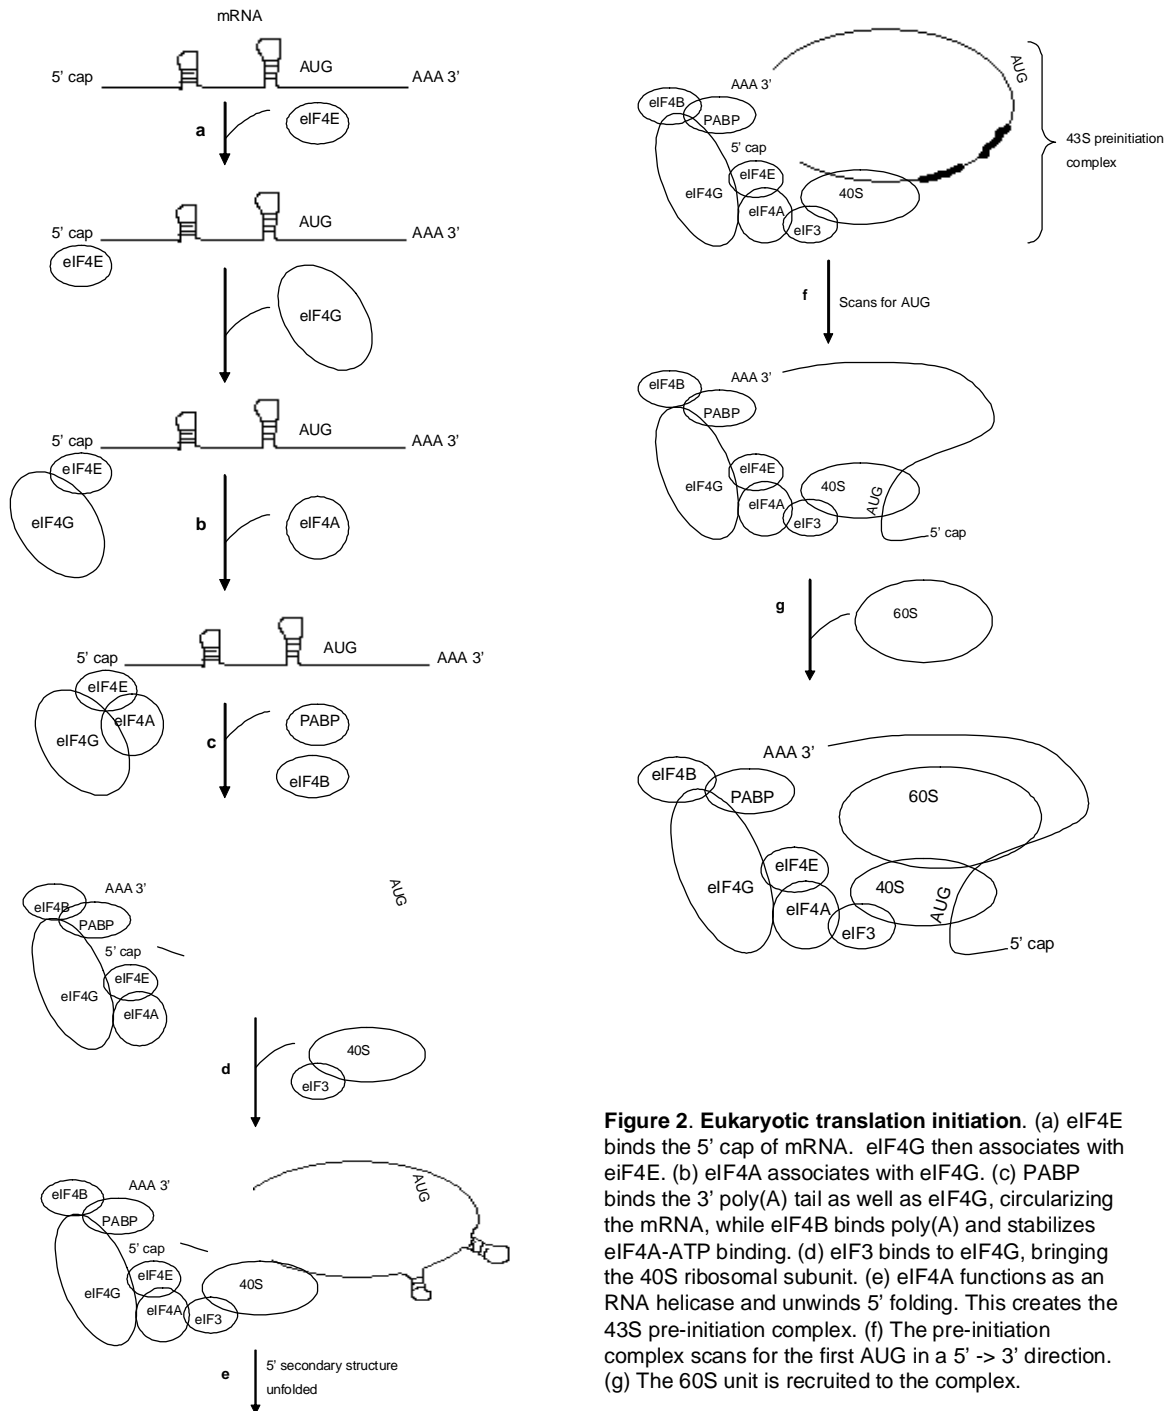 mRNA
AUG
5' cap
AAA 3'
a
eIF4E
AUG
5' cap
AAA 3'
eIF4E
eIF4G
AUG
5' cap
AAA 3'
eIF4E
eIF4G
b
eIF4A
AUG
5' cap
AAA 3'
eIF4E
eIF4A
eIF4G
c
PABP
eIF4B
AAA 3'
AUG
eIF4B
PABP
5' cap
eIF4E
eIF4G
eIF4A
d
40S
eIF3
AAA 3'
AUG
eIF4B
PABP
5' cap
eIF4E
40S
eIF4G
eIF4A
eIF3
e
5' secondary structure
unfolded
AUG
AAA 3'
eIF4B
PABP
43S preinitiation
complex
5' cap
eIF4E
eIF4G
40S
eIF4A
eIF3
f
Scans for AUG
AAA 3'
eIF4B
PABP
eIF4E
eIF4G
40S
AUG
eIF4A
eIF3
5' cap
g
60S
AAA 3'
eIF4B
PABP
60S
eIF4E
eIF4G
40S
AUG
eIF4A
eIF3
5' cap
Figure 2. Eukaryotic translation initiation. (a) eIF4E
binds the 5' cap of mRNA.  eIF4G then associates with
eiF4E. (b) eIF4A associates with eIF4G. (c) PABP
binds the 3' poly(A) tail as well as eIF4G, circularizing
the mRNA, while eIF4B binds poly(A) and stabilizes
eIF4A-ATP binding. (d) eIF3 binds to eIF4G, bringing
the 40S ribosomal subunit. (e) eIF4A functions as an
RNA helicase and unwinds 5' folding. This creates the
43S pre-initiation complex. (f) The pre-initiation
complex scans for the first AUG in a 5' -> 3' direction.
(g) The 60S unit is recruited to the complex.